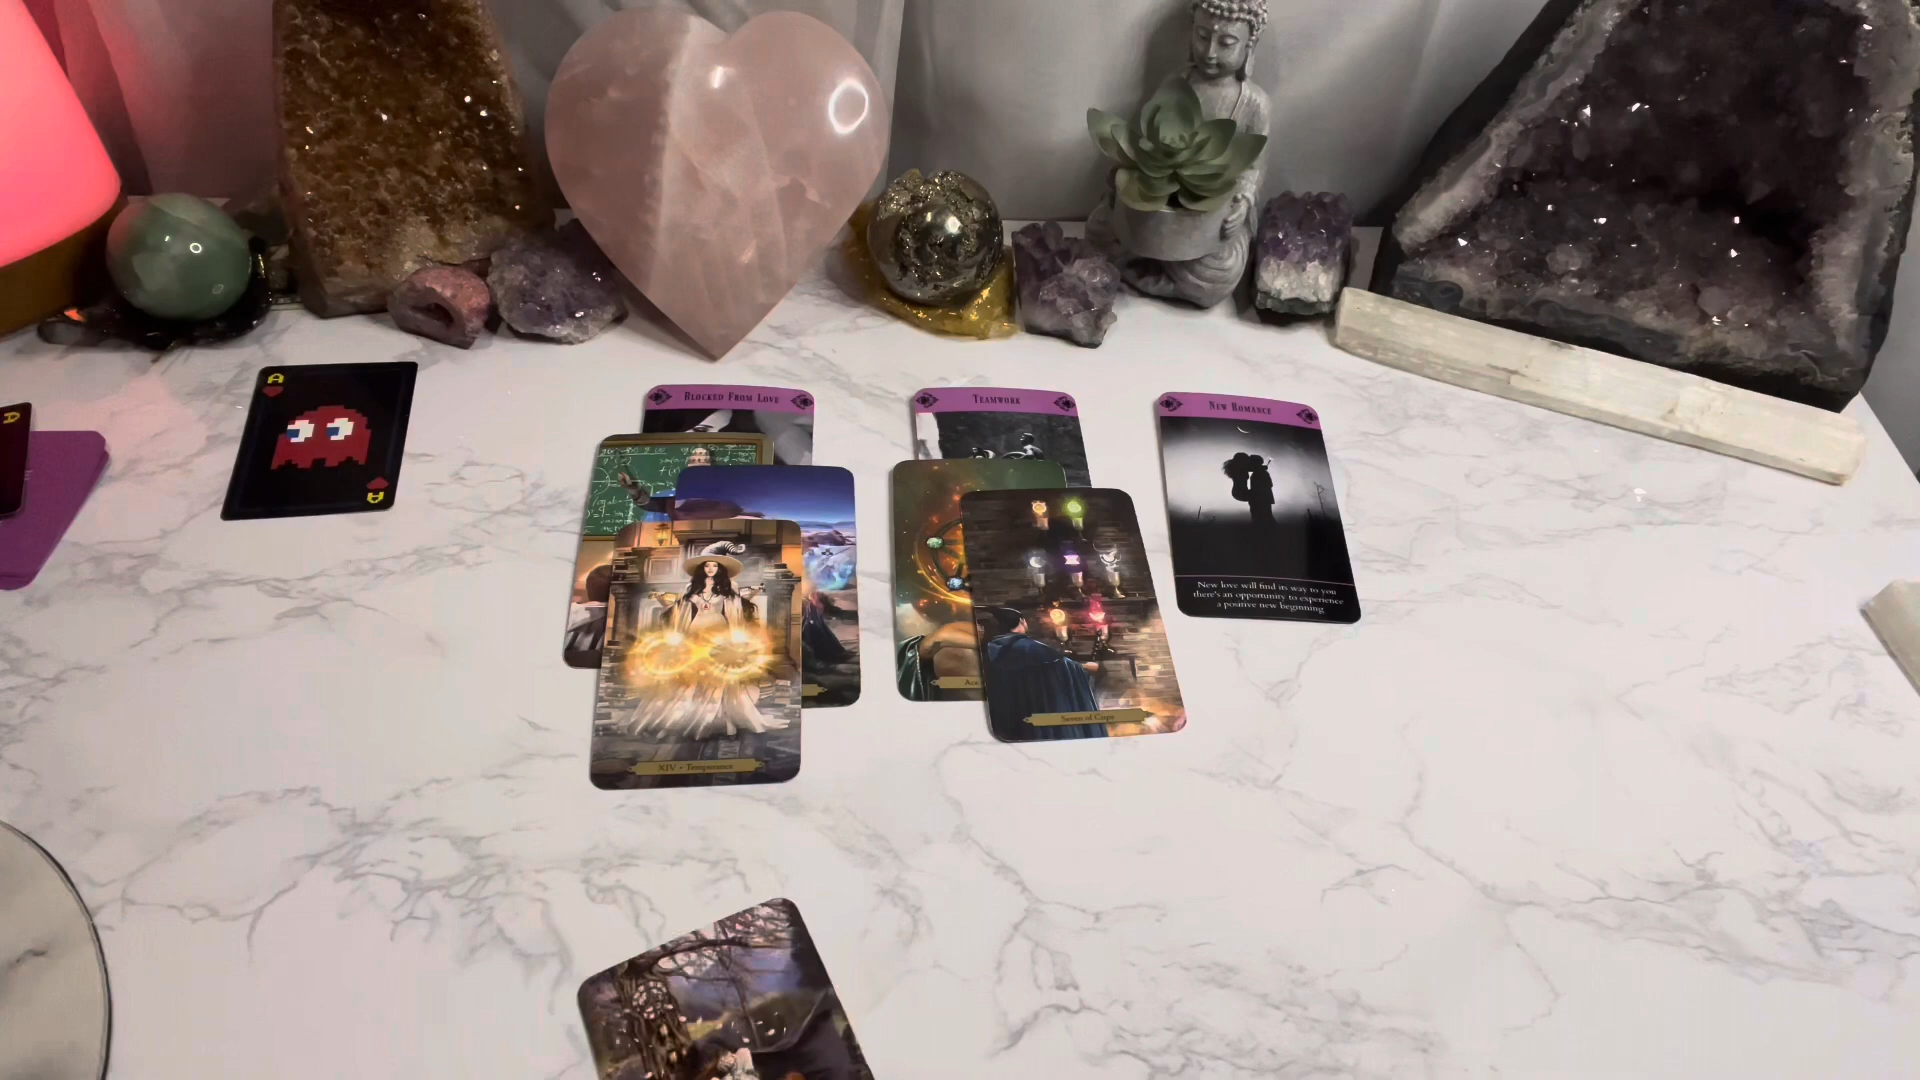 A
A
A
BLOCKED FROM LOVE
TEAMWORK
NEW ROMANCE
New love will find its way to you
there's an opportunity to experience
a positive new beginning
Seven of Cups
XIV • Temperance